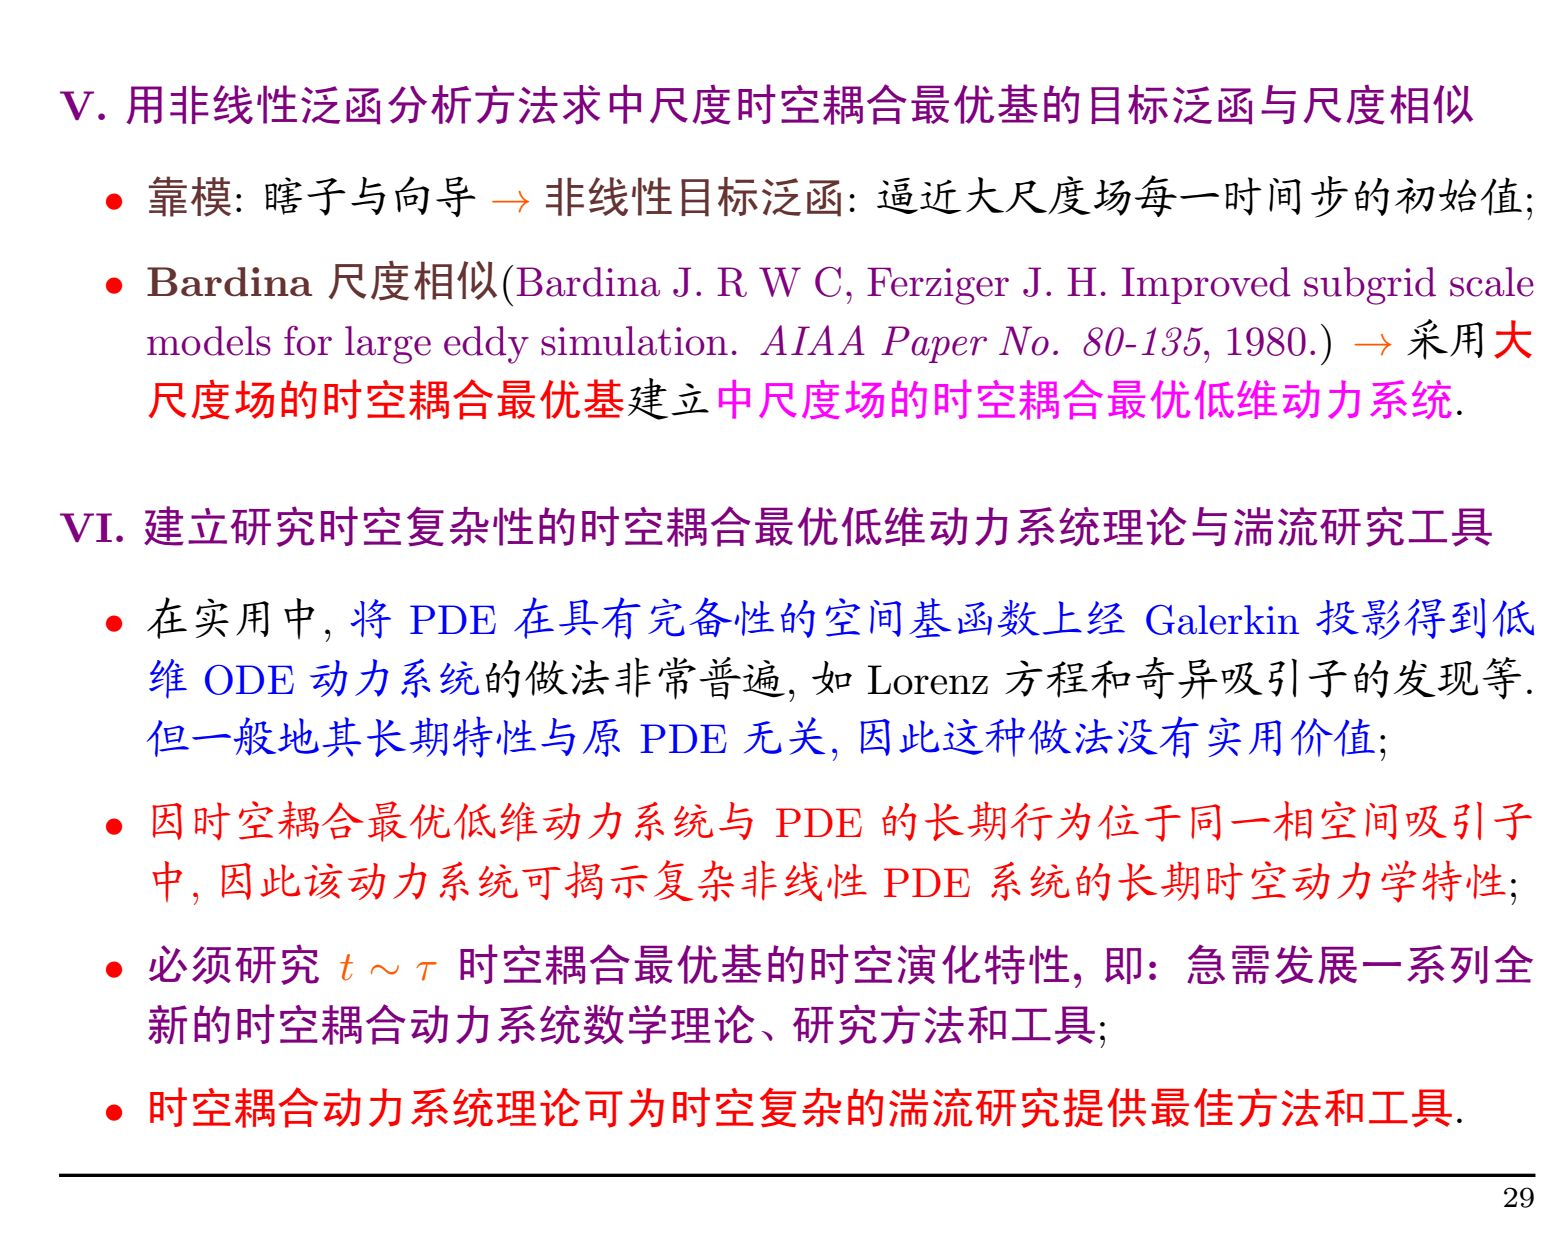 V. 用非线性泛函分析方法求中尺度时空耦合最优基的目标泛函与尺度相似
• 靠模: 瞎子与向导 → 非线性目标泛函: 逼近大尺度场每一时间步的初始值;
• Bardina 尺度相似(Bardina J. R W C, Ferziger J. H. Improved subgrid scale
models for large eddy simulation. AIAA Paper No. 80-135, 1980.) → 采用大
尺度场的时空耦合最优基建立中尺度场的时空耦合最优低维动力系统.
VI. 建立研究时空复杂性的时空耦合最优低维动力系统理论与湍流研究工具
• 在实用中, 将 PDE 在具有完备性的空间基函数上经 Galerkin 投影得到低
维 ODE 动力系统的做法非常普遍, 如 Lorenz 方程和奇异吸引子的发现等.
但一般地其长期特性与原 PDE 无关, 因此这种做法没有实用价值;
• 因时空耦合最优低维动力系统与 PDE 的长期行为位于同一相空间吸引子
中, 因此该动力系统可揭示复杂非线性 PDE 系统的长期时空动力学特性;
• 必须研究 t ∼ τ 时空耦合最优基的时空演化特性, 即: 急需发展一系列全
新的时空耦合动力系统数学理论、研究方法和工具;
• 时空耦合动力系统理论可为时空复杂的湍流研究提供最佳方法和工具.
29